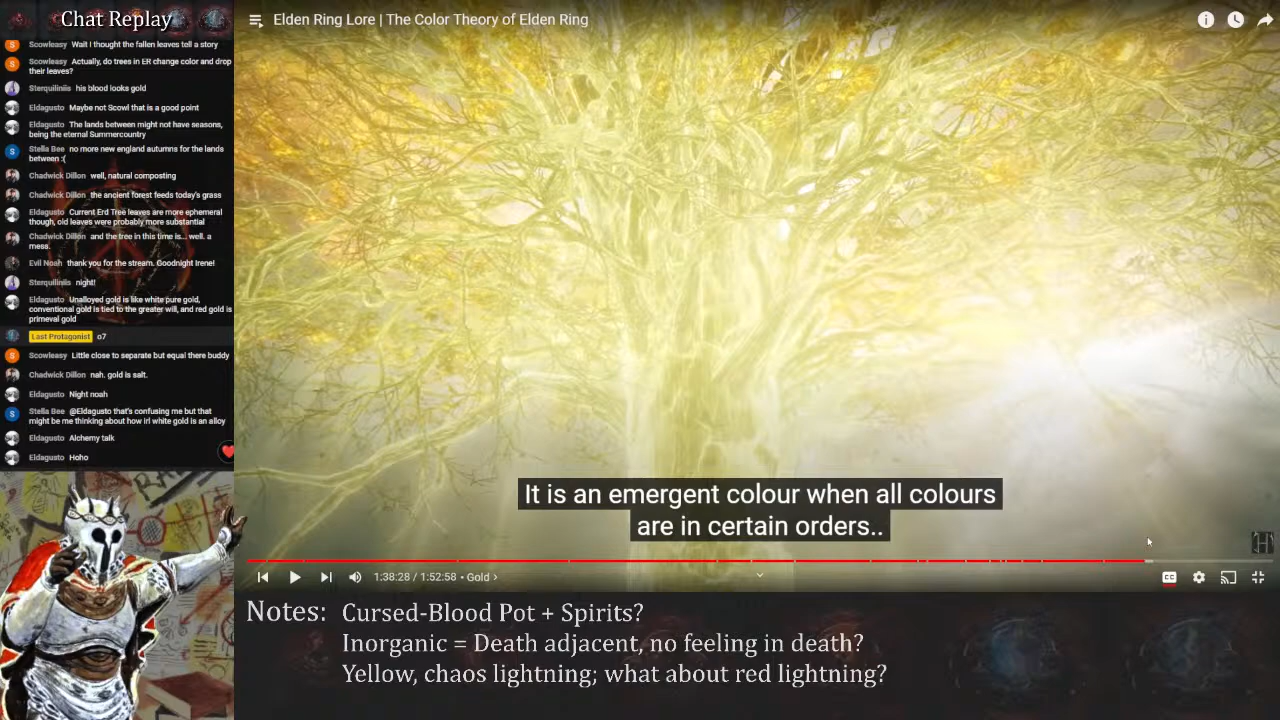 Chat Replay
Scowleasy Wait I thought the fallen leaves tell a story
Scowleasy Actually, do trees in ER change color and drop
their leaves?
Sterquiliniis his blood looks gold
Eldagusto Maybe not Scowl that is a good point
Eldagusto The lands between might not have seasons,
being the eternal Summercountry
Stella Bee no more new england autumns for the lands
between :(
Chadwick Dillon well, natural composting
Chadwick Dillon the ancient forest feeds today's grass
Eldagusto Current Erd Tree leaves are more ephemeral
though, old leaves were probably more substantial
Chadwick Dillon and the tree in this time is... well. a
mess.
Evil Noah thank you for the stream. Goodnight Irene!
Sterquiliniis night!
Eldagusto Unalloyed gold is like white pure gold,
conventional gold is tied to the greater will, and red gold is
primeval gold
Last Protagonist o7
Scowleasy Little close to separate but equal there buddy
Chadwick Dillon nah. gold is salt.
Eldagusto Night noah
Stella Bee @Eldagusto that's confusing me but that
might be me thinking about how irl white gold is an alloy
Eldagusto Alchemy talk
Eldagusto Hoho
Elden Ring Lore | The Color Theory of Elden Ring
It is an emergent colour when all colours
are in certain orders..
1:38:28 / 1:52:58 • Gold >
CC
Notes: Cursed-Blood Pot + Spirits?
Inorganic = Death adjacent, no feeling in death?
Yellow, chaos lightning; what about red lightning?